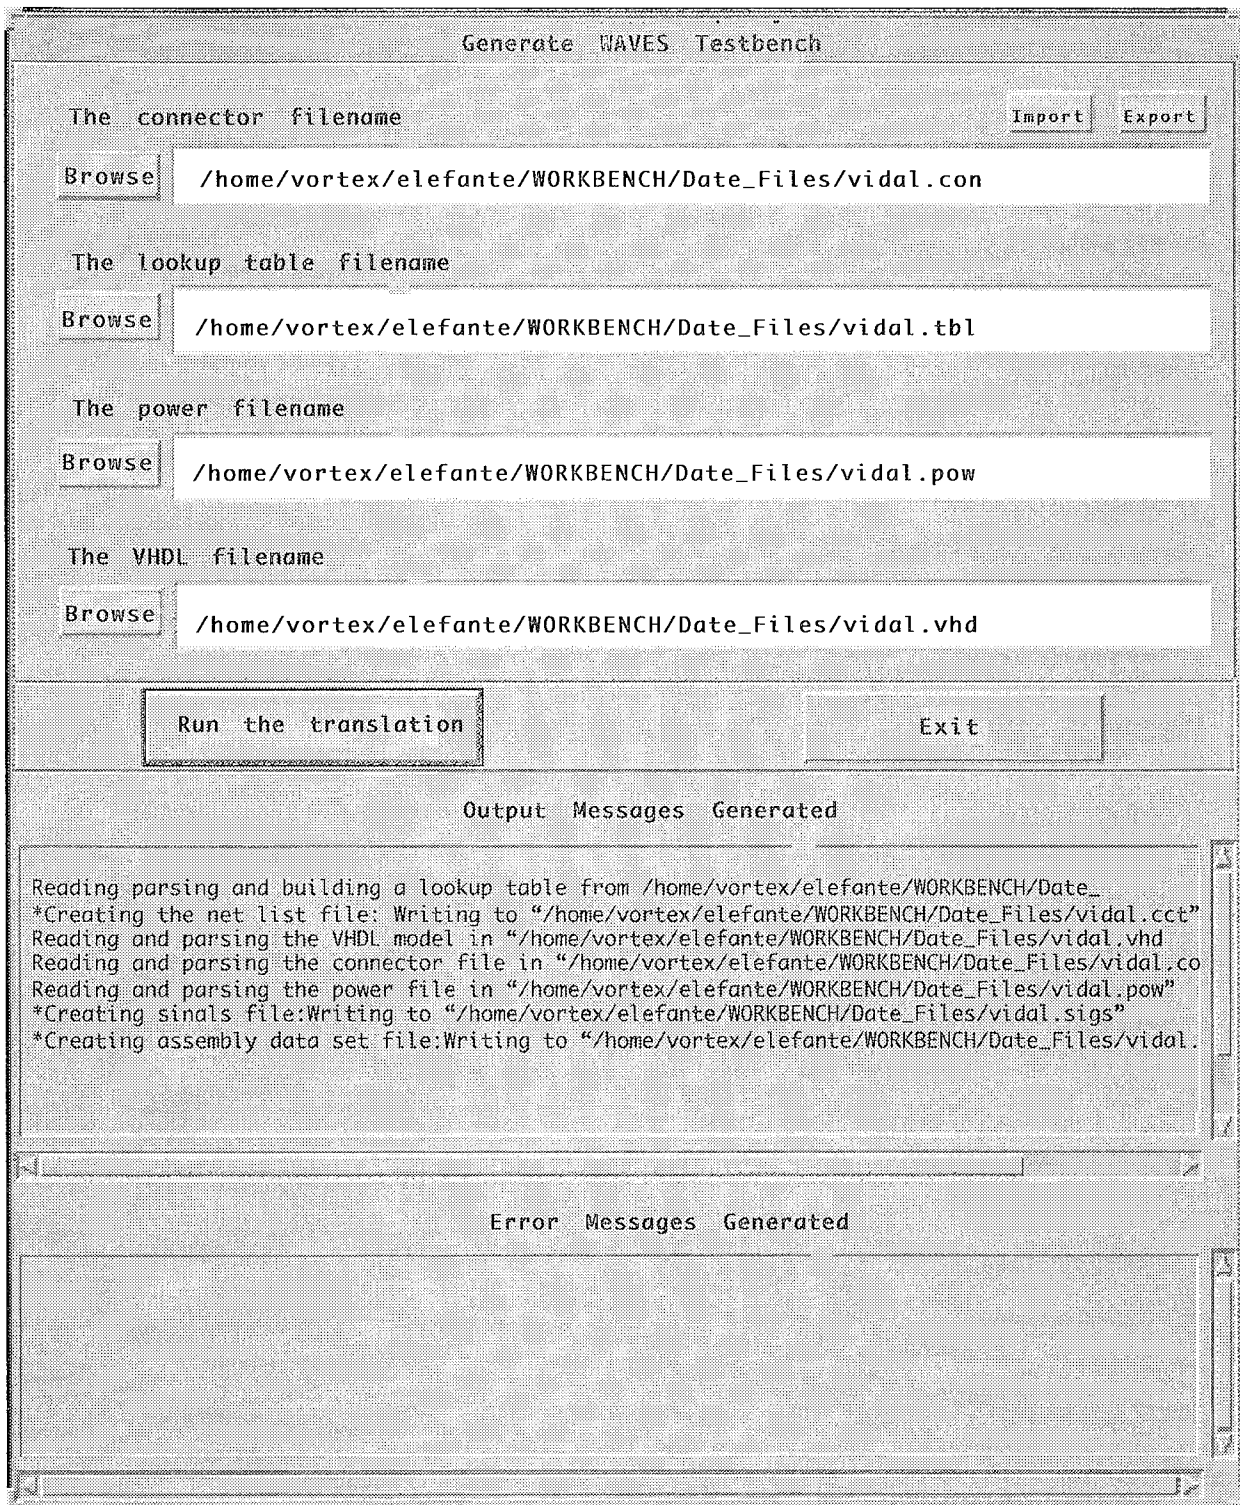 Generate WAVES Testbench
The connector filename
Import Export
Browse /home/vortex/elefante/WORKBENCH/Date_Files/vidal.con
The lookup table filename
Browse /home/vortex/elefante/WORKBENCH/Date_Files/vidal.tbl
The power filename
Browse /home/vortex/elefante/WORKBENCH/Date_Files/vidal.pow
The VHDL filename
Browse /home/vortex/elefante/WORKBENCH/Date_Files/vidal.vhd
Run the translation Exit
Output Messages Generated
Reading parsing and building a lookup table from /home/vortex/elefante/WORKBENCH/Date_
*Creating the net list file: Writing to “/home/vortex/elefante/WORKBENCH/Date_Files/vidal.cct”
Reading and parsing the VHDL model in “/home/vortex/elefante/WORKBENCH/Date_Files/vidal.vhd
Reading and parsing the connector file in “/home/vortex/elefante/WORKBENCH/Date_Files/vidal.co
Reading and parsing the power file in “/home/vortex/elefante/WORKBENCH/Date_Files/vidal.pow”
*Creating sinals file:Writing to “/home/vortex/elefante/WORKBENCH/Date_Files/vidal.sigs”
*Creating assembly data set file:Writing to “/home/vortex/elefante/WORKBENCH/Date_Files/vidal.
Error Messages Generated